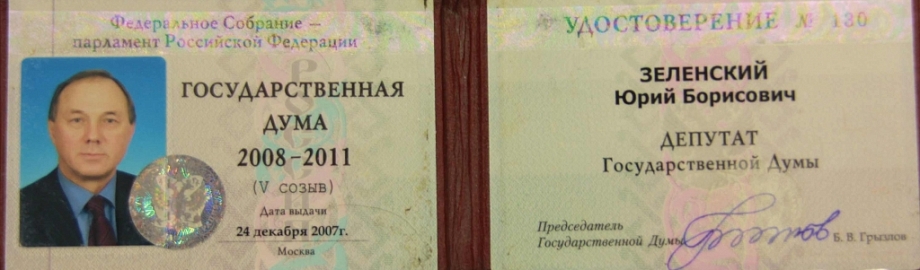 Федеральное Собрание –
парламент Российской Федерации
ГОСУДАРСТВЕННАЯ
ДУМА
2008–2011
(V созыв)
Дата выдачи
24 декабря 2007г.
Москва
УДОСТОВЕРЕНИЕ № 130
ЗЕЛЕНСКИЙ
Юрий Борисович
ДЕПУТАТ
Государственной Думы
Председатель
Государственной Думы
Б. В. Грызлов